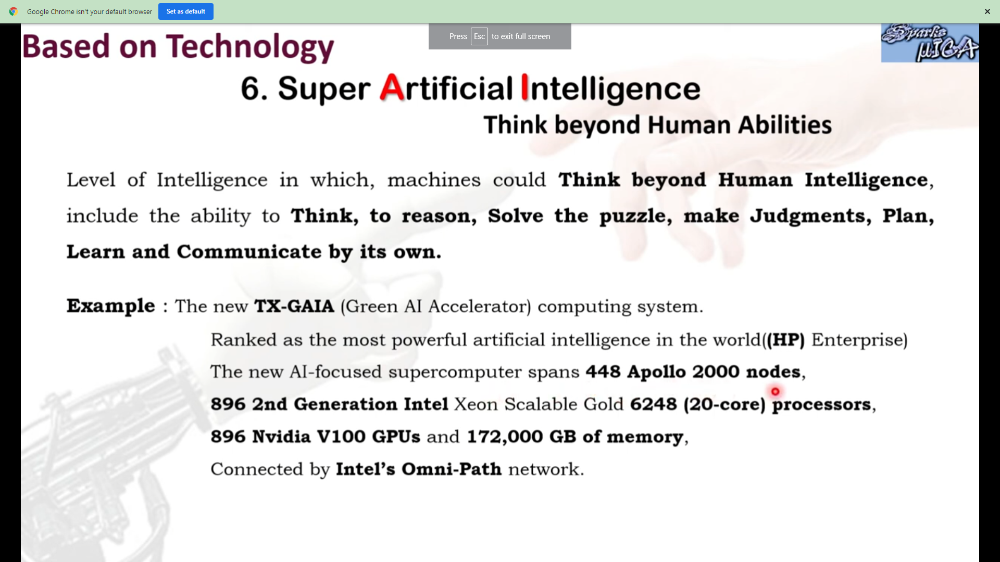 Google Chrome isn't your default browser Set as default
Press Esc to exit full screen
Based on Technology
Sparks
μICA
6. Super Artificial Intelligence
Think beyond Human Abilities
Level of Intelligence in which, machines could Think beyond Human Intelligence,
include the ability to Think, to reason, Solve the puzzle, make Judgments, Plan,
Learn and Communicate by its own.
Example : The new TX-GAIA (Green AI Accelerator) computing system.
Ranked as the most powerful artificial intelligence in the world((HP) Enterprise)
The new AI-focused supercomputer spans 448 Apollo 2000 nodes,
896 2nd Generation Intel Xeon Scalable Gold 6248 (20-core) processors,
896 Nvidia V100 GPUs and 172,000 GB of memory,
Connected by Intel’s Omni-Path network.